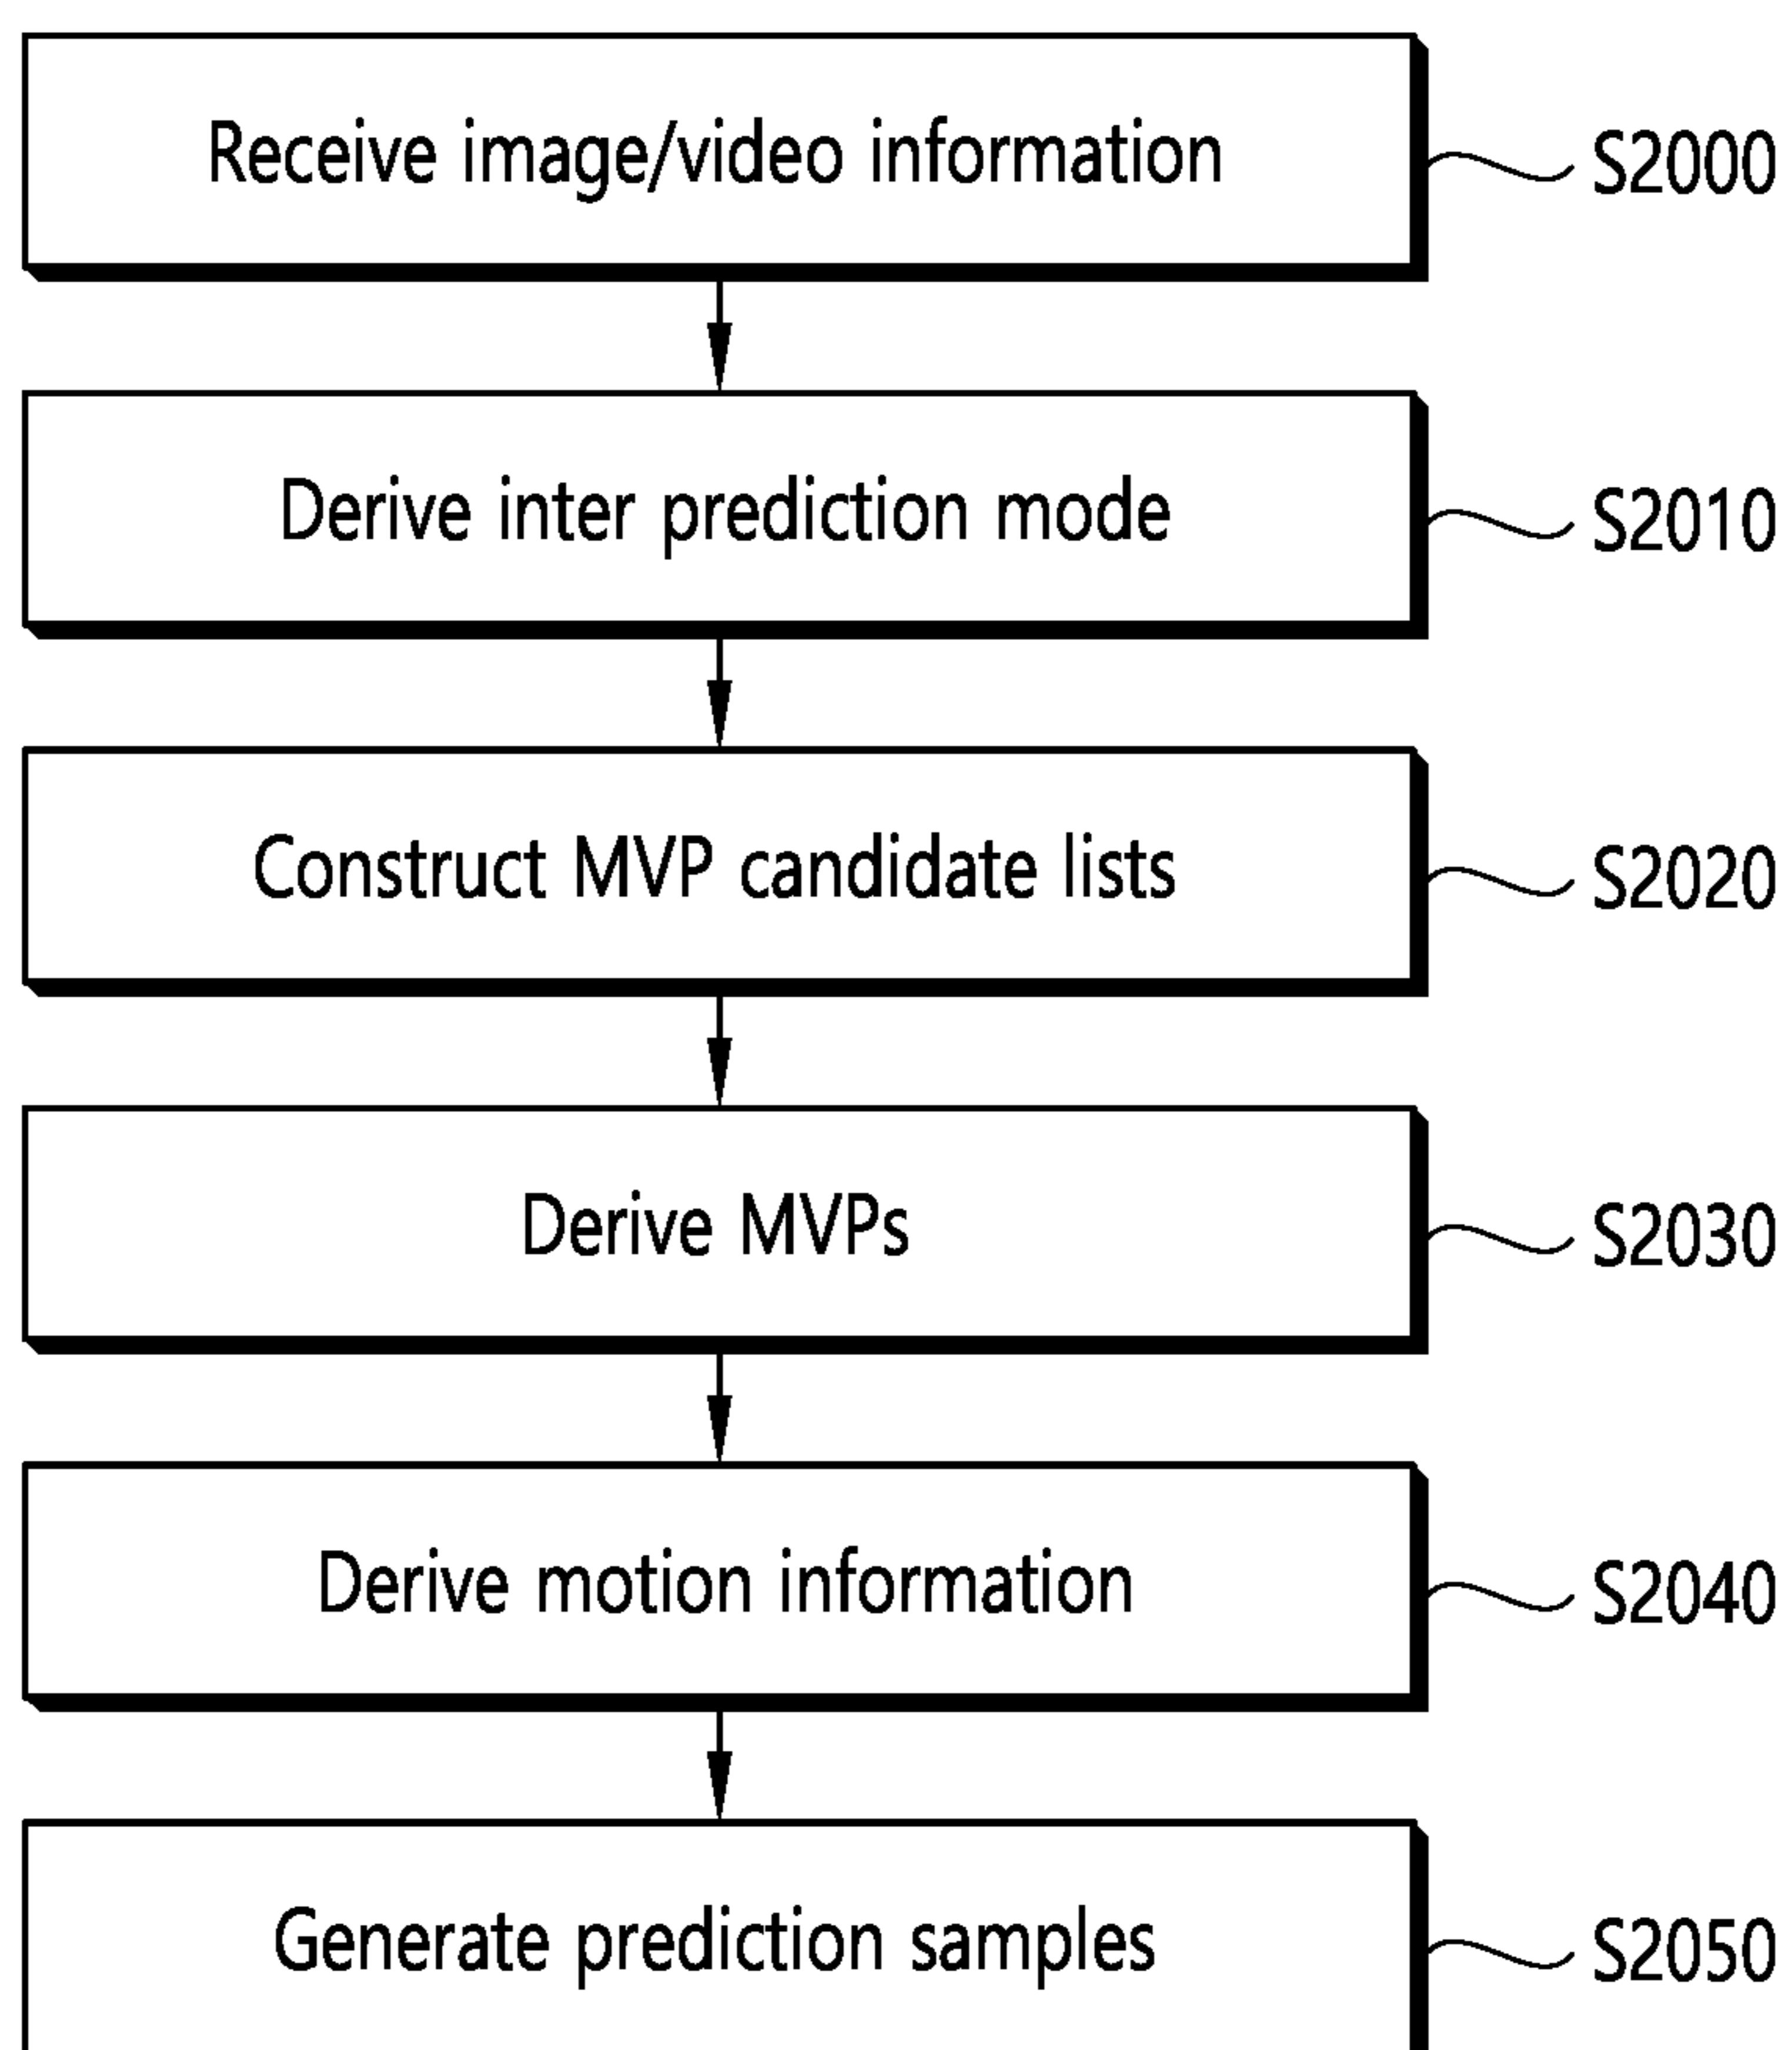 Receive image/video information
S2000
Derive inter prediction mode
S2010
Construct MVP candidate lists
S2020
Derive MVPs
S2030
Derive motion information
S2040
Generate prediction samples
S2050